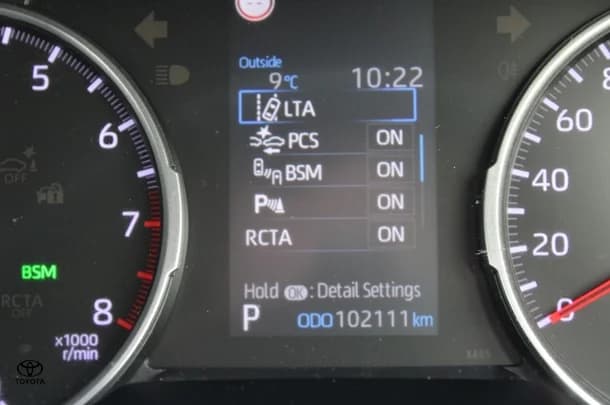 Outside
9°C 10:22
LTA
PCS ON
BSM ON
P ON
RCTA ON
Hold OK : Detail Settings
P ODO 102111 km
5
6
7
8
x1000
r/min
OFF
BSM
RCTA
OFF
TOYOTA
60
40
20
0